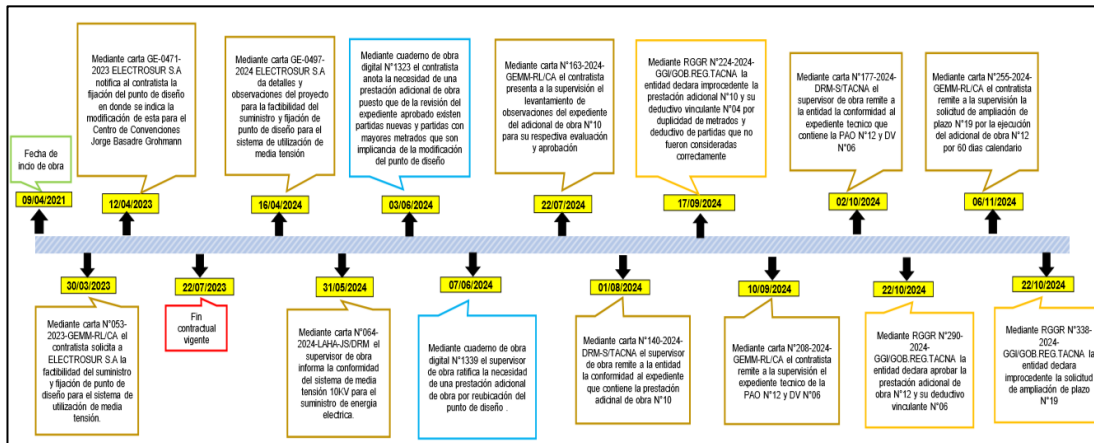 Fecha de
incio de obra
09/04/2021
Mediante carta GE-0471-
2023 ELECTROSUR S.A
notifica al contratista la
fijación del punto de diseño
en donde se indica la
modificación de esta para el
Centro de Convenciones
Jorge Basadre Grohmann
12/04/2023
Mediante carta GE-0497-
2024 ELECTROSUR S.A
da detalles y
observaciones del proyecto
para la factibilidad del
suministro y fijación de
punto de diseño para el
sistema de utilización de
media tensión
16/04/2024
Mediante cuaderno de obra
digital N°1323 el contratista
anota la necesidad de una
prestación adicional de obra
puesto que de la revisión del
expediente aprobado existen
partidas nuevas y partidas con
mayores metrados que son
implicancia de la modificación
del punto de diseño
03/06/2024
Mediante carta N°163-2024-
GEMM-RL/CA el contratista
presenta a la supervisión el
levantamiento de
observaciones del expediente
del adicional de obra N°10
para su respectiva evaluación
y aprobación
22/07/2024
Mediante RGGR N°224-2024-
GGI/GOB.REG.TACNA la
entidad declara improcedente la
prestación adicional N°10 y su
deductivo vinculante N°04 por
duplicidad de metrados y
deductivo de partidas que no
fueron consideradas
correctamente
17/09/2024
Mediante carta N°177-2024-
DRM-S/TACNA el
supervisor de obra remite a
la entidad la conformidad al
expediente tecnico que
contiene la PAO N°12 y DV
N°06
02/10/2024
Mediante carta N°255-2024-
GEMM-RL/CA el contratista
remite a la supervisión la
solicitud de ampliación de
plazo N°19 por la ejecución
del adicional de obra N°12
por 60 dias calendario
06/11/2024
30/03/2023
Mediante carta N°053-
2023-GEMM-RL/CA el
contratista solicita a
ELECTROSUR S.A la
factibilidad del suministro
y fijación de punto de
diseño para el sistema de
utilización de media
tensión.
22/07/2023
Fin
contractual
vigente
31/05/2024
Mediante carta N°064-
2024-LAHA-JS/DRM el
supervisor de obra
informa la conformidad
del sistema de media
tensión 10KV para el
suministro de energia
electrica.
07/06/2024
Mediante cuaderno de obra
digital N°1339 el supervisor
de obra ratifica la necesidad
de una prestación adicional
de obra por reubicación del
punto de diseño .
01/08/2024
Mediante carta N°140-2024-
DRM-S/TACNA el supervisor
de obra remite a la entidad
la conformidad al expediente
que contiene la prestación
adicinal de obra N°10
10/09/2024
Mediante carta N°208-2024-
GEMM-RL/CA el contratista
remite a la supervisión el
expediente tecnico de la
PAO N°12 y DV N°06
22/10/2024
Mediante RGGR N°290-
2024-
GGI/GOB.REG.TACNA la
entidad declara aprobar la
prestación adicional de
obra N°12 y su deductivo
vinculante N°06
22/10/2024
Mediante RGGR N°338-
2024-
GGI/GOB.REG.TACNA la
entidad declara
improcedente la solicitud
de ampliación de plazo
N°19